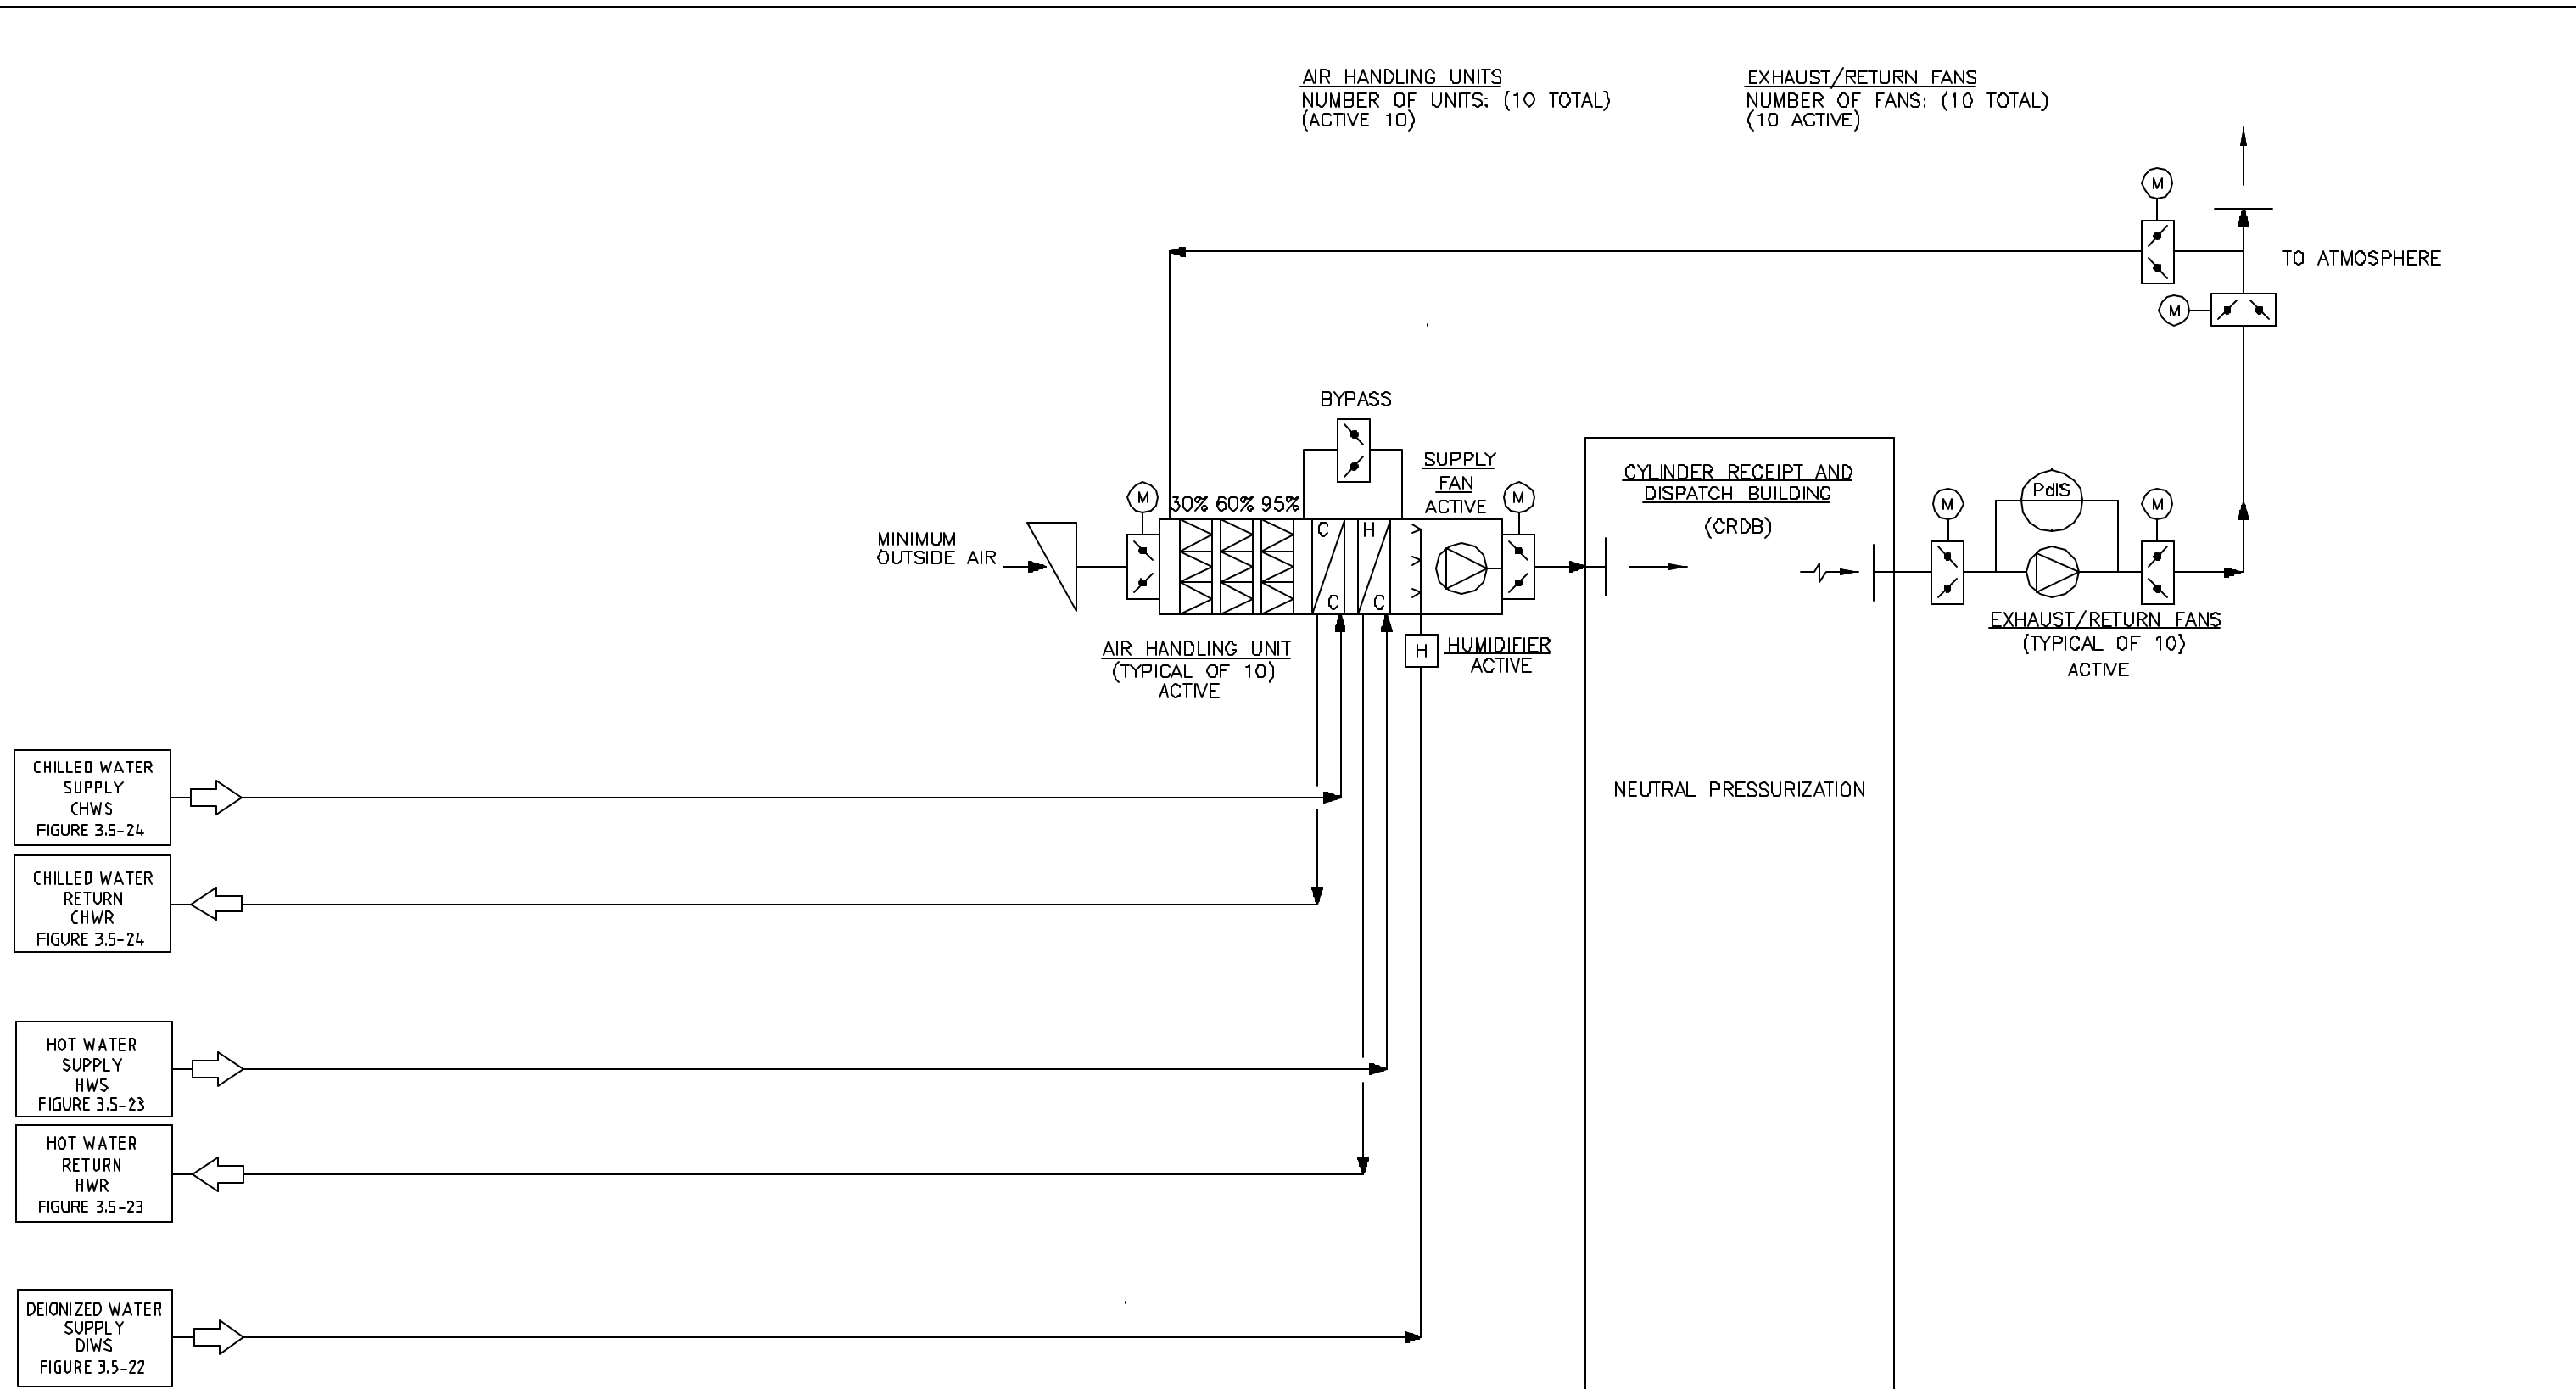 AIR HANDLING UNITS
NUMBER OF UNITS: (10 TOTAL)
(ACTIVE 10)
EXHAUST/RETURN FANS
NUMBER OF FANS: (10 TOTAL)
(10 ACTIVE)
M
TO ATMOSPHERE
M
BYPASS
SUPPLY
FAN
ACTIVE
M
30% 60% 95%
M
C
C
H
C
MINIMUM
OUTSIDE AIR
CYLINDER RECEIPT AND
DISPATCH BUILDING
(CRDB)
M
PdIS
M
EXHAUST/RETURN FANS
(TYPICAL OF 10)
ACTIVE
AIR HANDLING UNIT
(TYPICAL OF 10)
ACTIVE
H
HUMIDIFIER
ACTIVE
NEUTRAL PRESSURIZATION
CHILLED WATER
SUPPLY
CHWS
FIGURE 3.5-24
CHILLED WATER
RETURN
CHWR
FIGURE 3.5-24
HOT WATER
SUPPLY
HWS
FIGURE 3.5-23
HOT WATER
RETURN
HWR
FIGURE 3.5-23
DEIONIZED WATER
SUPPLY
DIWS
FIGURE 3.5-22